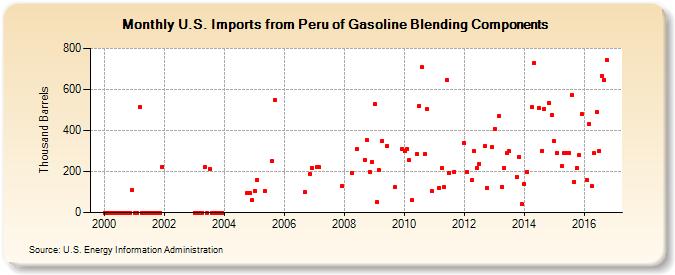 Monthly U.S. Imports from Peru of Gasoline Blending Components
Thousand Barrels
800
600
400
200
0
2000 2002 2004 2006 2008 2010 2012 2014 2016
Source: U.S. Energy Information Administration